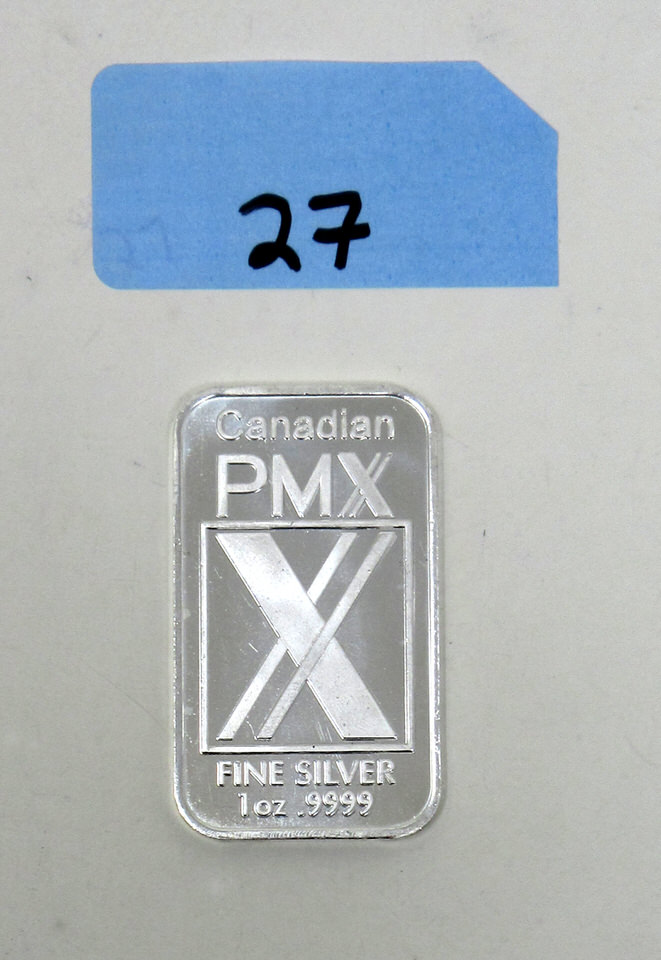 27
Canadian
PMX
X
FINE SILVER
1oz .9999